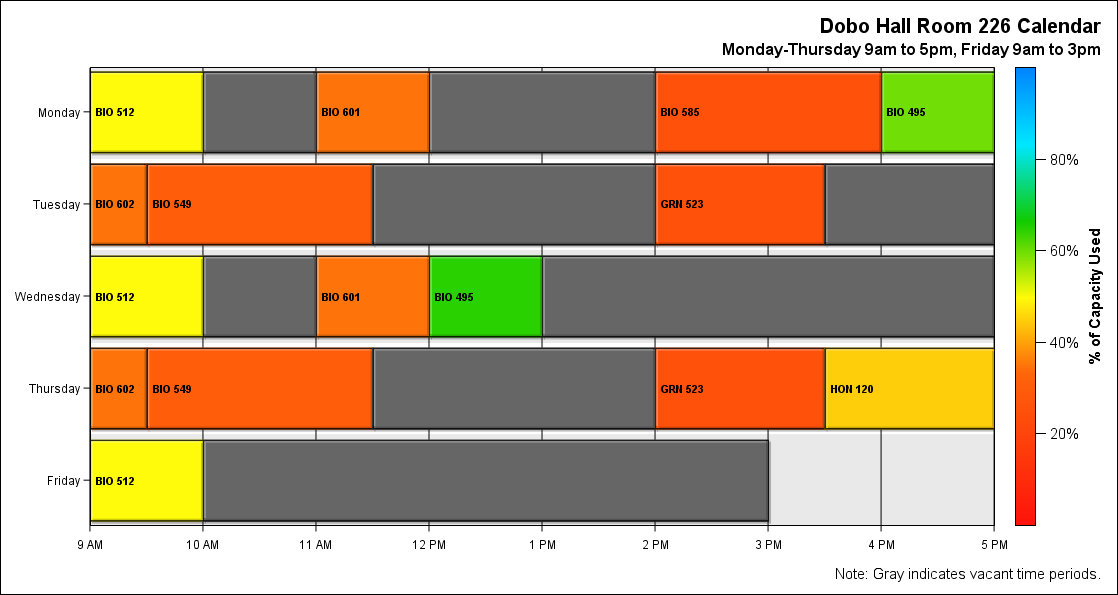 Dobo Hall Room 226 Calendar
Monday-Thursday 9am to 5pm, Friday 9am to 3pm
Monday
BIO 512
BIO 601
BIO 585
BIO 495
Tuesday
BIO 602
BIO 549
GRN 523
Wednesday
BIO 512
BIO 601
BIO 495
Thursday
BIO 602
BIO 549
GRN 523
HON 120
Friday
BIO 512
9 AM
10 AM
11 AM
12 PM
1 PM
2 PM
3 PM
4 PM
5 PM
80%
60%
40%
20%
% of Capacity Used
Note: Gray indicates vacant time periods.